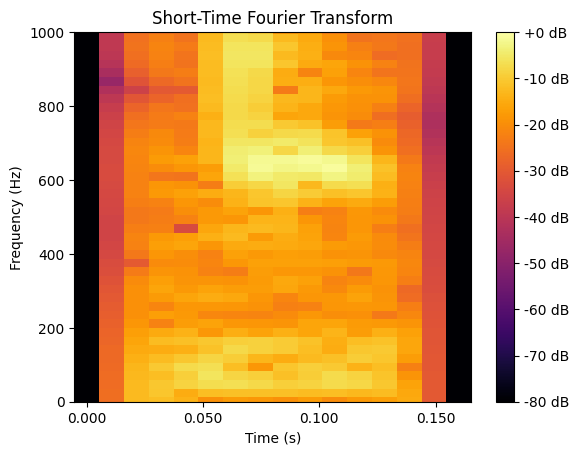 Short-Time Fourier Transform
1000
800
600
400
200
0
Frequency (Hz)
0.000
0.050
0.100
0.150
Time (s)
+0 dB
-10 dB
-20 dB
-30 dB
-40 dB
-50 dB
-60 dB
-70 dB
-80 dB